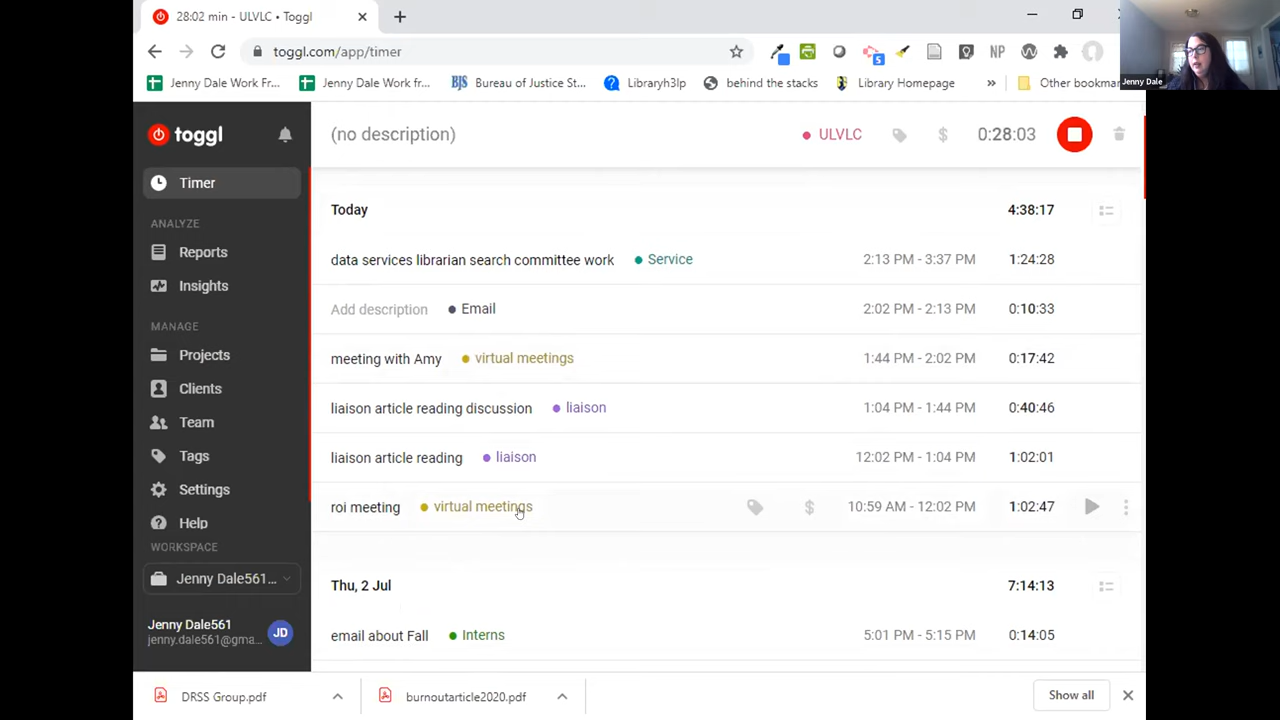 28:02 min - ULVLC • Toggl
toggl.com/app/timer
5
NP
Jenny Dale Work Fr...
Jenny Dale Work fr...
BJS
Bureau of Justice St...
Libraryh3lp
behind the stacks
Library Homepage
»
Other bookmar
Jenny Dale
toggl
Timer
ANALYZE
Reports
Insights
MANAGE
Projects
Clients
Team
Tags
Settings
Help
WORKSPACE
Jenny Dale561...
Jenny Dale561
jenny.dale561@gma...
JD
(no description)
ULVLC
$
0:28:03
Today 4:38:17
data services librarian search committee work Service 2:13 PM - 3:37 PM 1:24:28
Add description Email 2:02 PM - 2:13 PM 0:10:33
meeting with Amy virtual meetings 1:44 PM - 2:02 PM 0:17:42
liaison article reading discussion liaison 1:04 PM - 1:44 PM 0:40:46
liaison article reading liaison 12:02 PM - 1:04 PM 1:02:01
roi meeting virtual meetings $ 10:59 AM - 12:02 PM 1:02:47
Thu, 2 Jul 7:14:13
email about Fall Interns 5:01 PM - 5:15 PM 0:14:05
DRSS Group.pdf
burnoutarticle2020.pdf
Show all